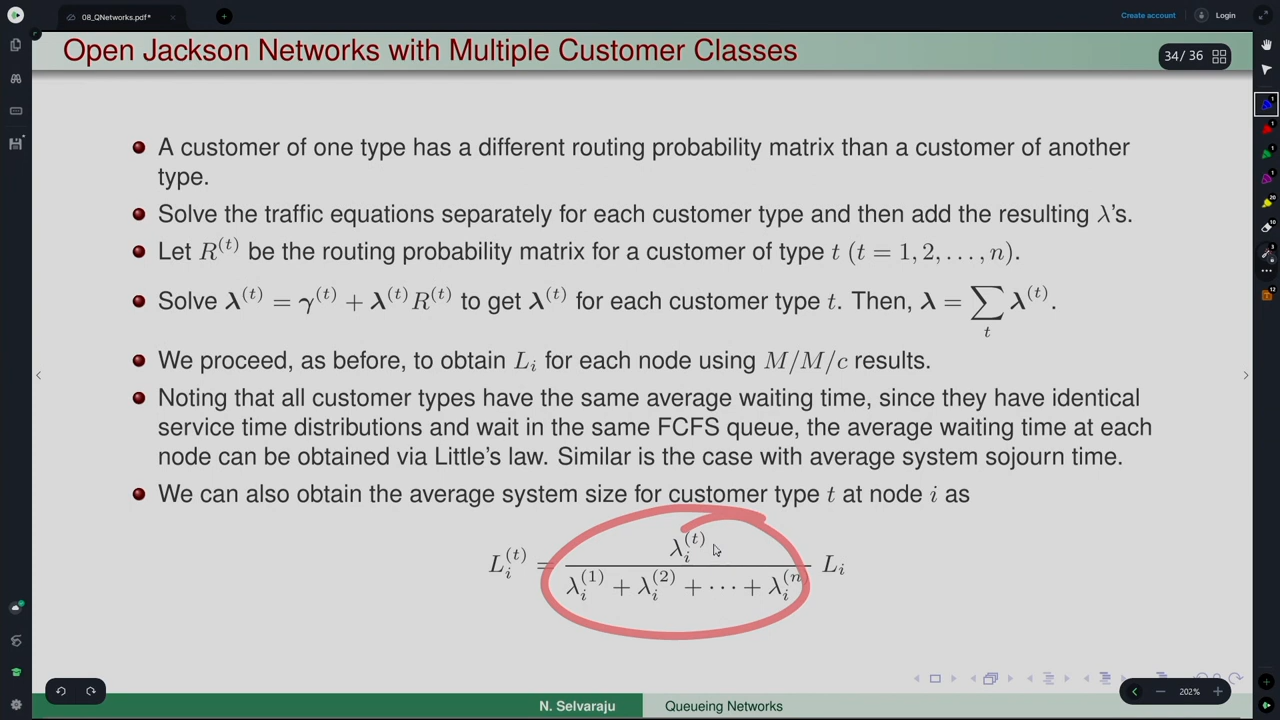 08_QNetworks.pdf*
Create account
Login
Open Jackson Networks with Multiple Customer Classes
34 / 36
A customer of one type has a different routing probability matrix than a customer of another
type.
Solve the traffic equations separately for each customer type and then add the resulting λ's.
Let R^(t) be the routing probability matrix for a customer of type t (t = 1, 2, . . . , n).
Solve λ^(t) = γ^(t) + λ^(t)R^(t) to get λ^(t) for each customer type t. Then, λ = ∑_t λ^(t).
We proceed, as before, to obtain L_i for each node using M/M/c results.
Noting that all customer types have the same average waiting time, since they have identical
service time distributions and wait in the same FCFS queue, the average waiting time at each
node can be obtained via Little's law. Similar is the case with average system sojourn time.
We can also obtain the average system size for customer type t at node i as
L_i^(t) = λ_i^(t) / (λ_i^(1) + λ_i^(2) + ⋯ + λ_i^(n)) L_i
N. Selvaraju
Queueing Networks
202%